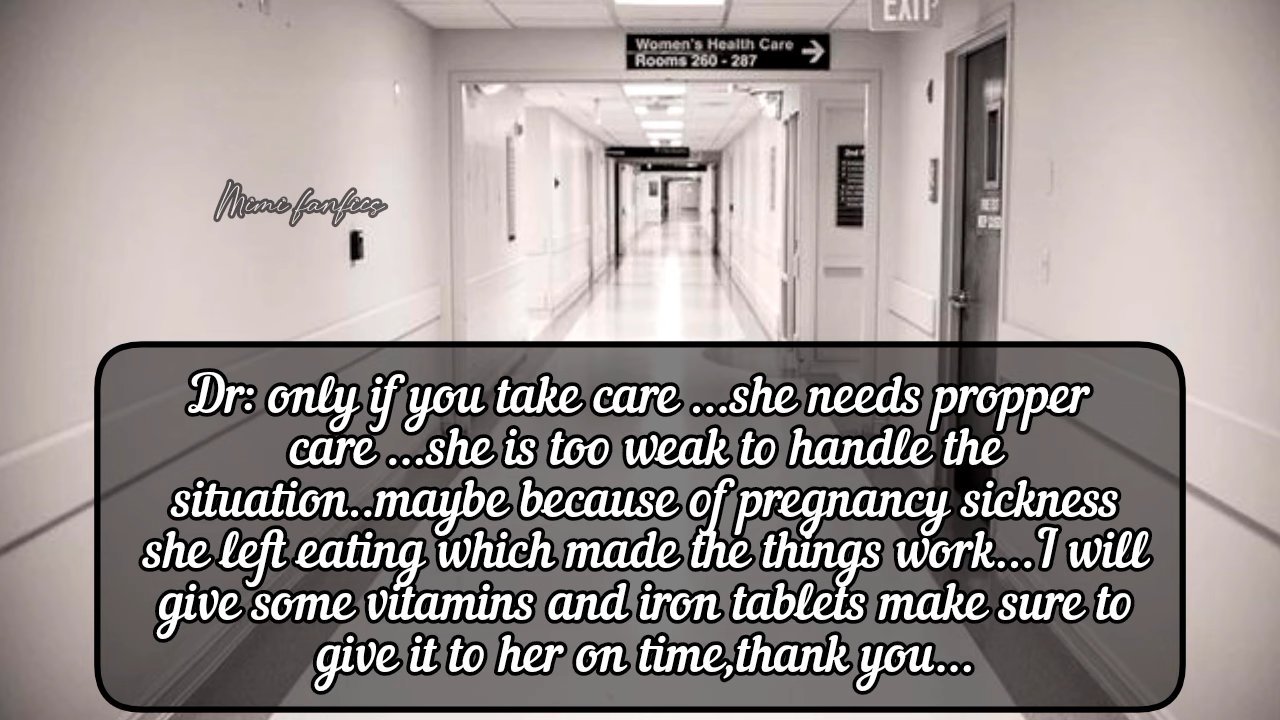 EXIT
Women's Health Care
Rooms 260 - 287
Mimi fanfics
Dr: only if you take care ...she needs propper
care ...she is too weak to handle the
situation..maybe because of pregnancy sickness
she left eating which made the things work...I will
give some vitamins and iron tablets make sure to
give it to her on time,thank you...